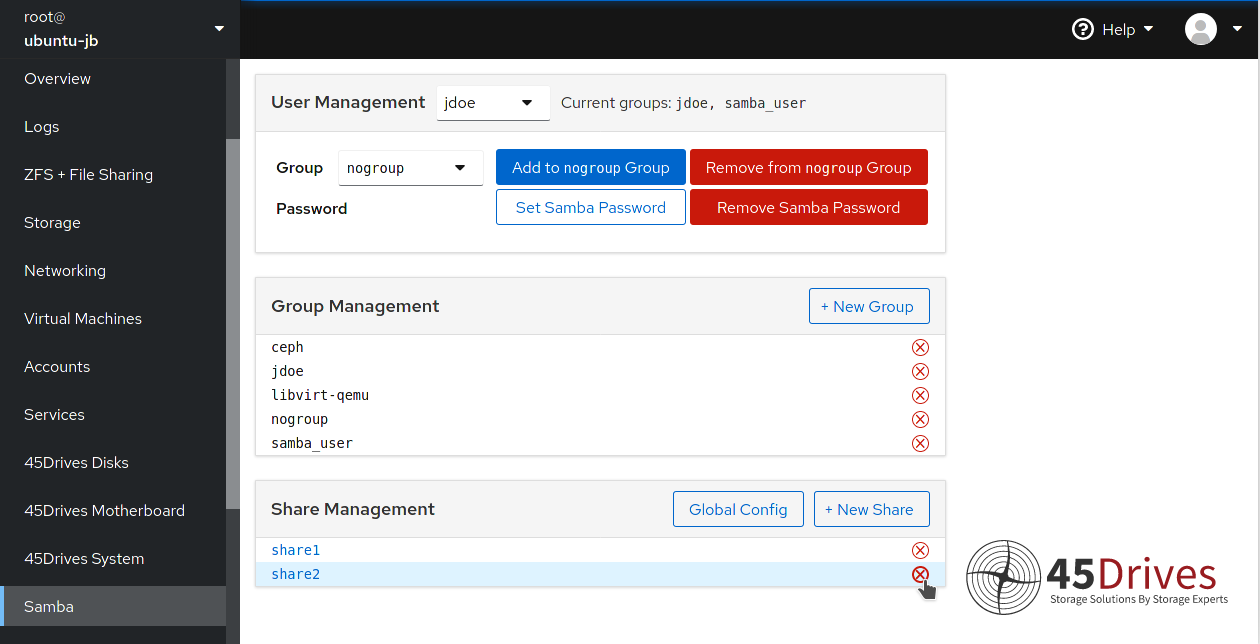 root@
ubuntu-jb
Help
Overview
Logs
ZFS + File Sharing
Storage
Networking
Virtual Machines
Accounts
Services
45Drives Disks
45Drives Motherboard
45Drives System
Samba
User Management jdoe Current groups: jdoe, samba_user
Group nogroup Add to nogroup Group Remove from nogroup Group
Password Set Samba Password Remove Samba Password
Group Management + New Group
ceph
jdoe
libvirt-qemu
nogroup
samba_user
Share Management Global Config + New Share
share1
share2
45Drives
Storage Solutions By Storage Experts